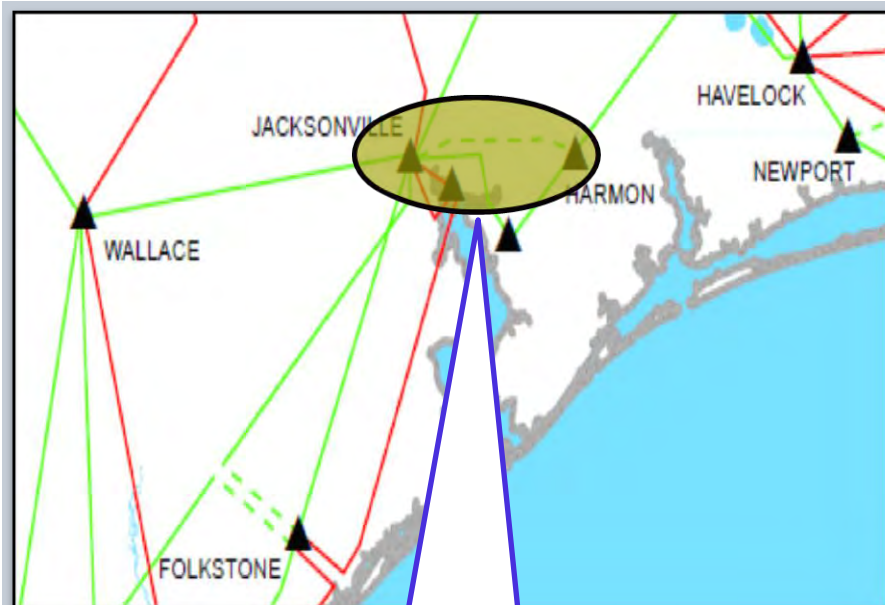 HAVELOCK
JACKSONVILLE
NEWPORT
HARMON
WALLACE
FOLKSTONE